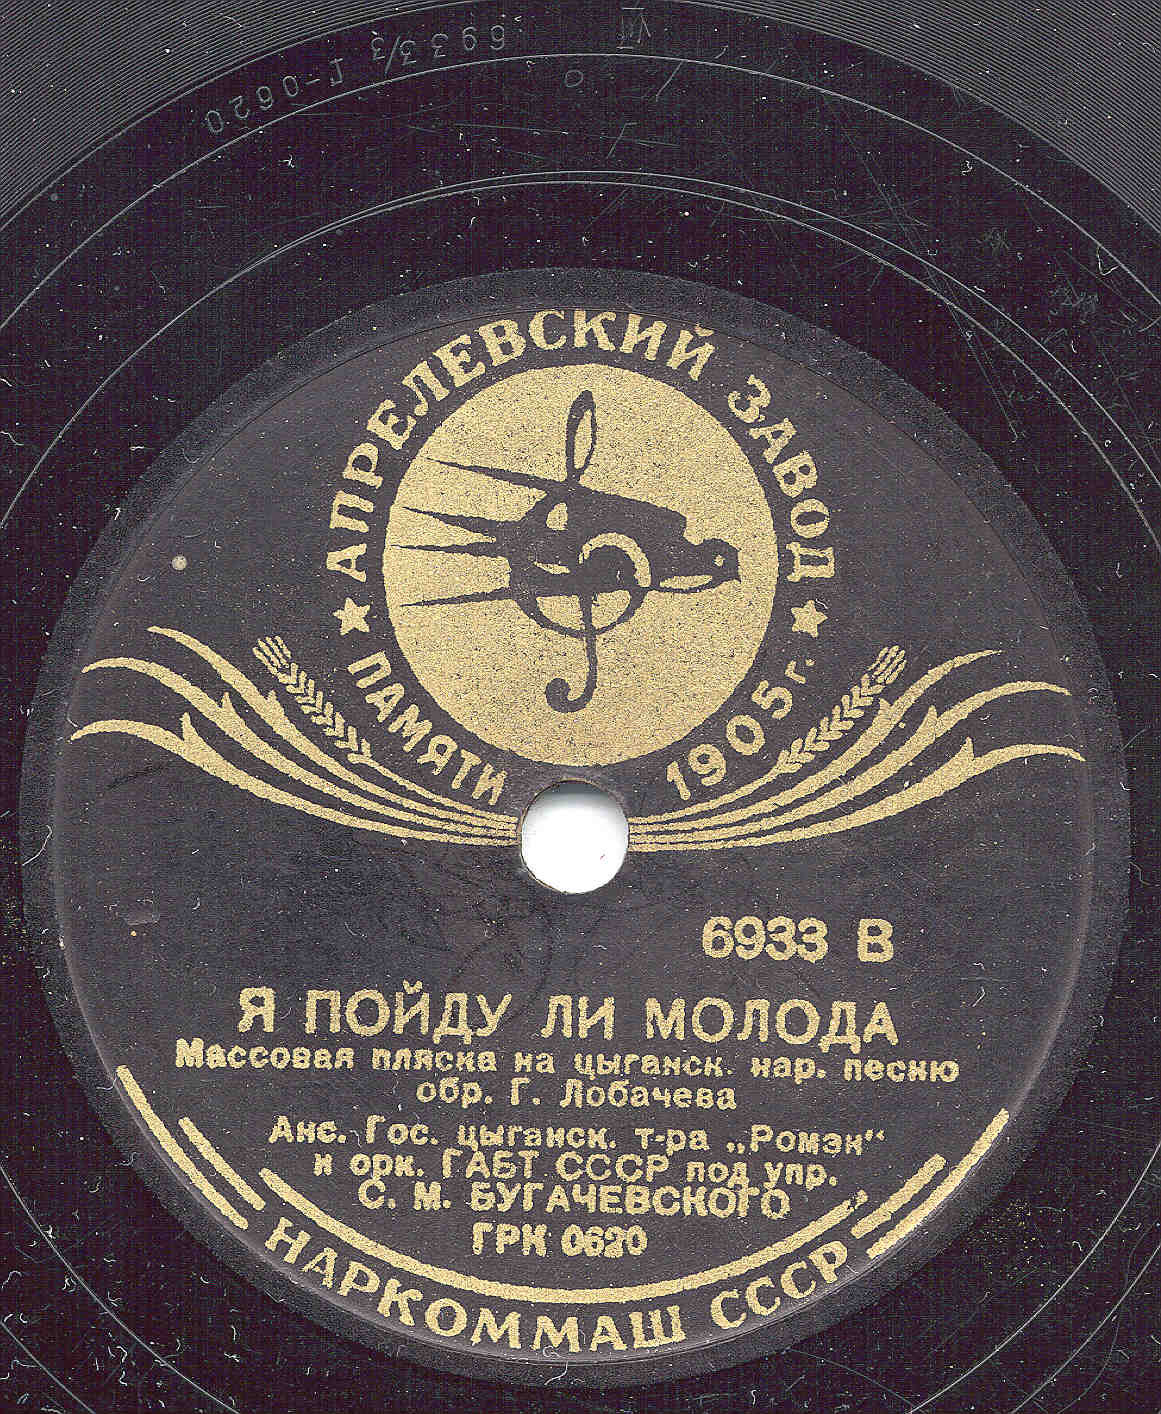 6933/3 Г-0620
VII
АПРЕЛЕВСКИЙ ЗАВОД
★ ПАМЯТИ 1905 г. ★
6933 В
Я ПОЙДУ ЛИ МОЛОДА
Массовая пляска на цыганск. нар. песню
обр. Г. Лобачева
Анс. Гос. цыганск. т-ра „Ромэн“
и орк. ГАБТ СССР под упр.
С. М. БУГАЧЕВСКОГО
ГРК 0620
НАРКОММАШ СССР